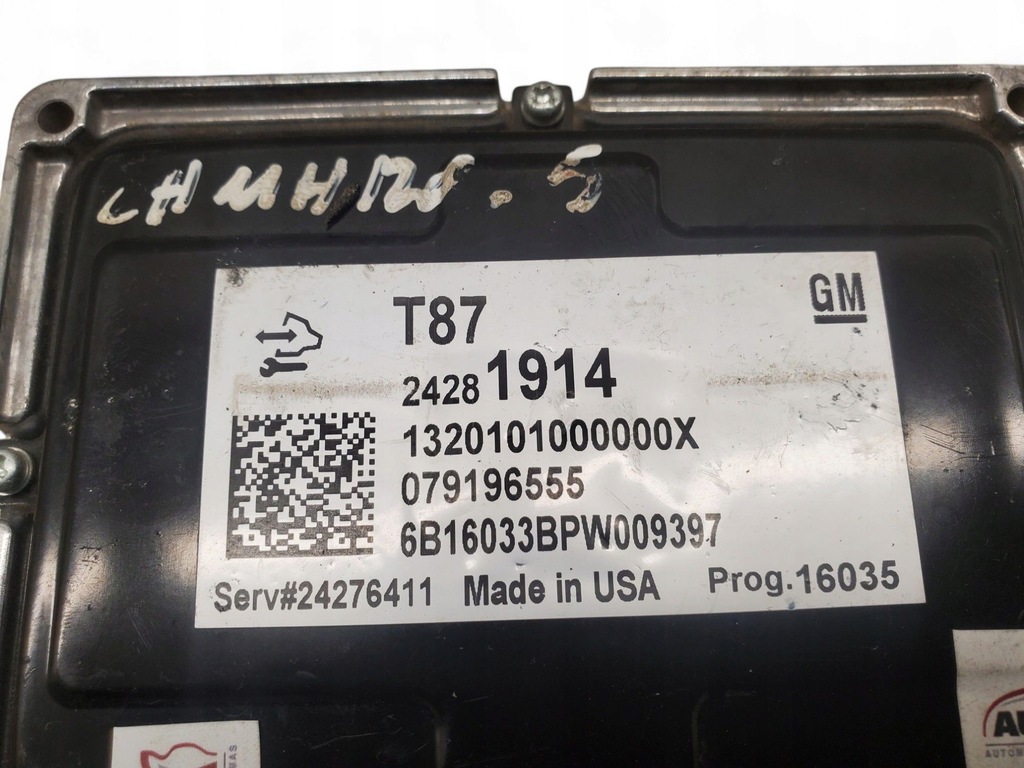 T87
GM
24281914
1320101000000X
079196555
6B16033BPW009397
Serv#24276411 Made in USA Prog.16035